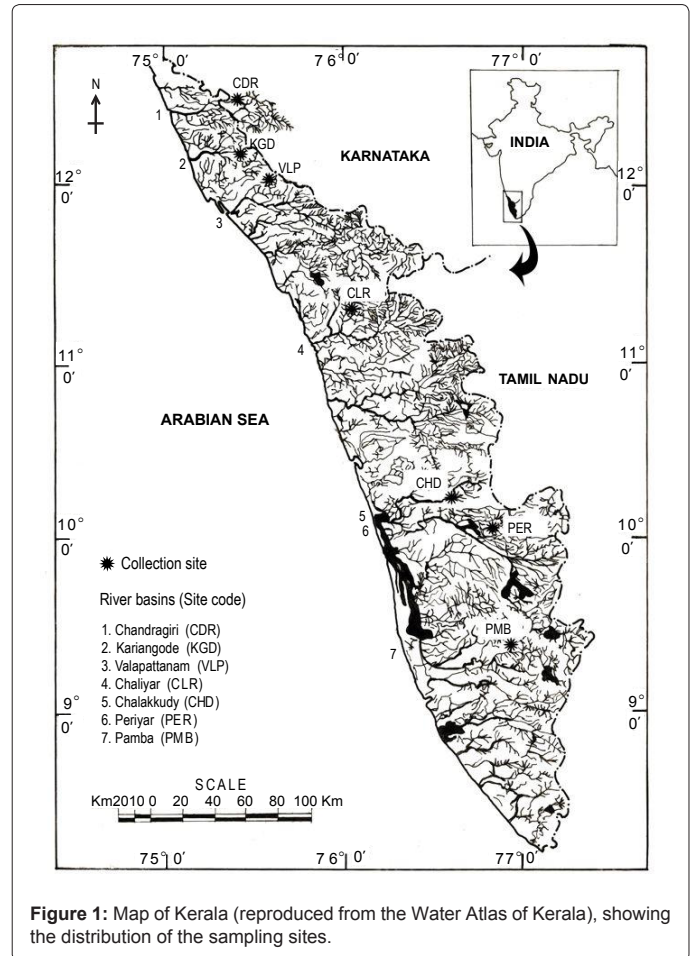 75° 0′ 76° 0′ 77° 0′
N
CDR
1
KGD
2
VLP
KARNATAKA
INDIA
12° 0′
12° 0′
3
CLR
4
11° 0′
11° 0′
TAMIL NADU
ARABIAN SEA
CHD
5
6
PER
10° 0′
10° 0′
Collection site
River basins (Site code)
1. Chandragiri (CDR)
2. Kariangode (KGD)
3. Valapattanam (VLP)
4. Chaliyar (CLR)
5. Chalakkudy (CHD)
6. Periyar (PER)
7. Pamba (PMB)
PMB
7
9° 0′
9° 0′
SCALE
Km20 10 0 20 40 60 80 100 Km
75° 0′ 76° 0′ 77° 0′
Figure 1: Map of Kerala (reproduced from the Water Atlas of Kerala), showing
the distribution of the sampling sites.